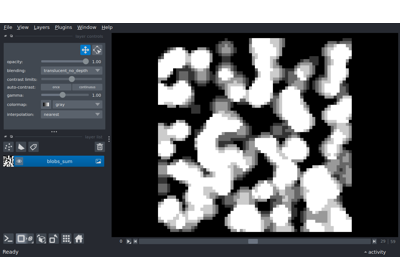 File View Layers Plugins Window Help
opacity: 1.00
blending: translucent_no_depth
contrast limits:
auto-contrast: once continuous
gamma: 1.00
colormap: gray
interpolation: nearest
blobs_sum
Ready
activity